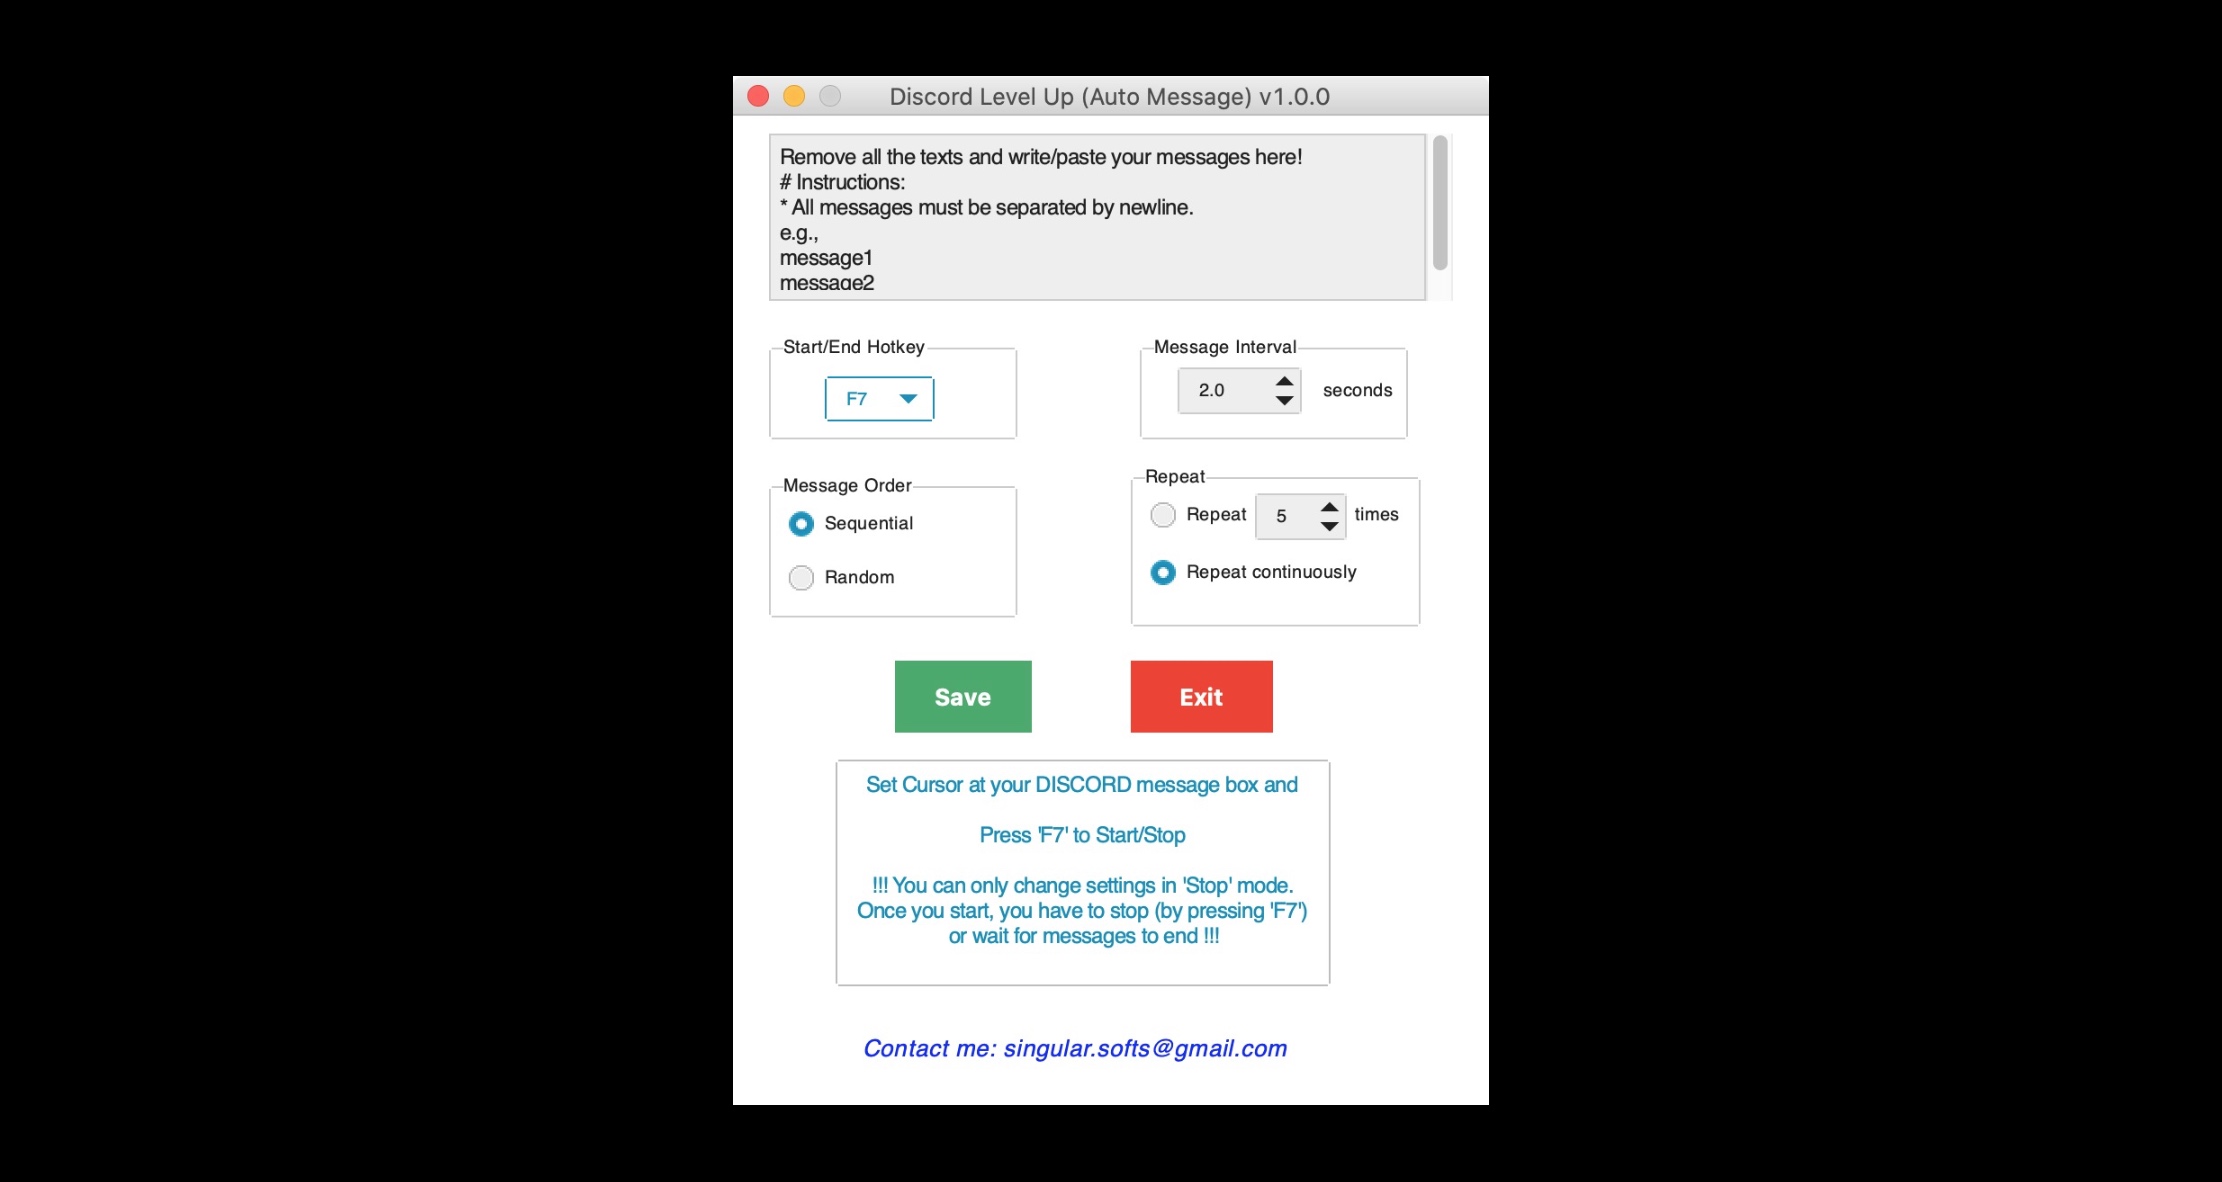 Discord Level Up (Auto Message) v1.0.0
Remove all the texts and write/paste your messages here!
# Instructions:
* All messages must be separated by newline.
e.g.,
message1
message2
Start/End Hotkey
F7
Message Interval
2.0 seconds
Message Order
Sequential
Random
Repeat
Repeat 5 times
Repeat continuously
Save
Exit
Set Cursor at your DISCORD message box and
Press 'F7' to Start/Stop
!!! You can only change settings in 'Stop' mode.
Once you start, you have to stop (by pressing 'F7')
or wait for messages to end !!!
Contact me: singular.softs@gmail.com